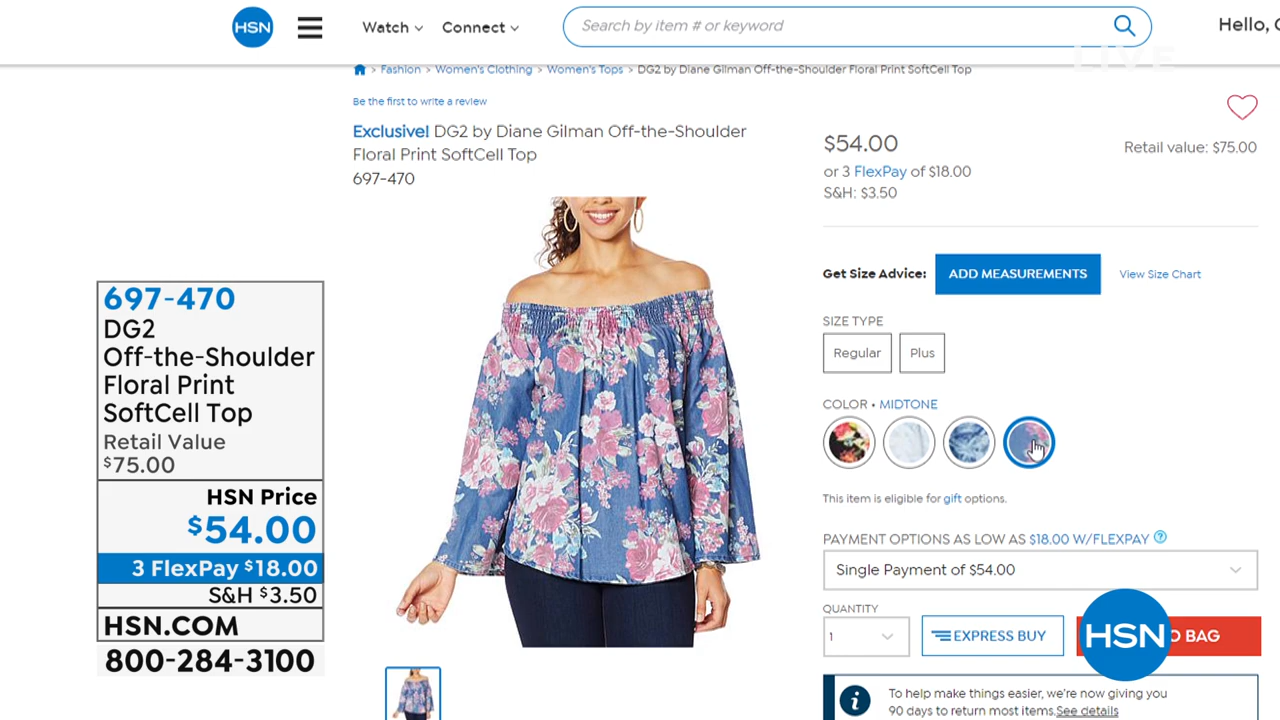 HSN
Watch
Connect
Search by item # or keyword
Hello,
LIVE
> Fashion > Women's Clothing > Women's Tops > DG2 by Diane Gilman Off-the-Shoulder Floral Print SoftCell Top
Be the first to write a review
Exclusive! DG2 by Diane Gilman Off-the-Shoulder
Floral Print SoftCell Top
697-470
$54.00
Retail value: $75.00
or 3 FlexPay of $18.00
S&H: $3.50
Get Size Advice:
ADD MEASUREMENTS
View Size Chart
SIZE TYPE
Regular
Plus
COLOR • MIDTONE
This item is eligible for gift options.
PAYMENT OPTIONS AS LOW AS $18.00 W/FLEXPAY ?
Single Payment of $54.00
QUANTITY
1
EXPRESS BUY
BAG
HSN
i
To help make things easier, we're now giving you
90 days to return most items. See details
697-470
DG2
Off-the-Shoulder
Floral Print
SoftCell Top
Retail Value
$75.00
HSN Price
$54.00
3 FlexPay $18.00
S&H $3.50
HSN.COM
800-284-3100